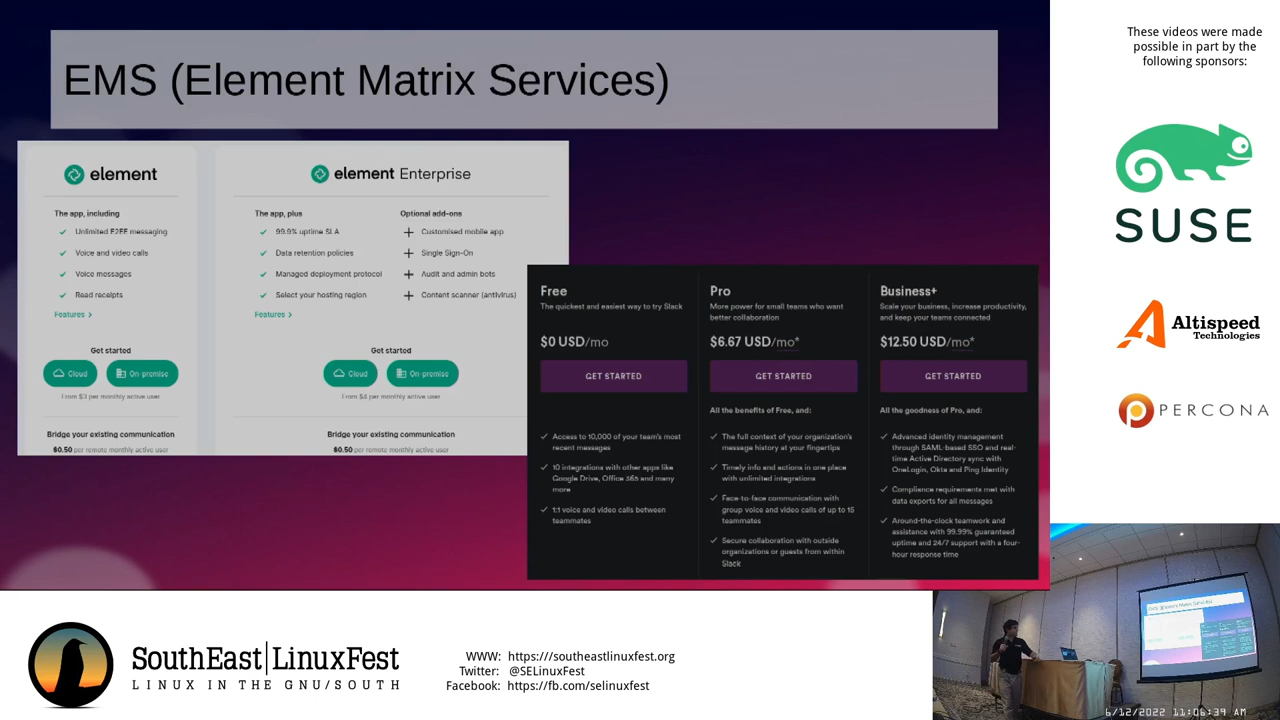 EMS (Element Matrix Services)
element
The app, including
Unlimited E2EE messaging
Voice and video calls
Voice messages
Read receipts
Features >
Get started
Cloud
On-premise
From $3 per monthly active user
Bridge your existing communication
$0.50 per remote monthly active user
element Enterprise
The app, plus
99.9% uptime SLA
Data retention policies
Managed deployment protocol
Select your hosting region
Features >
Optional add-ons
Customised mobile app
Single Sign-On
Audit and admin bots
Content scanner (antivirus)
Get started
Cloud
On-premise
From $4 per monthly active user
Bridge your existing communication
$0.50 per remote monthly active user
Free
The quickest and easiest way to try Slack
$0 USD/mo
GET STARTED
Access to 10,000 of your team's most
recent messages
10 integrations with other apps like
Google Drive, Office 365 and many
more
1:1 voice and video calls between
teammates
Pro
More power for small teams who want
better collaboration
$6.67 USD/mo*
GET STARTED
All the benefits of Free, and:
The full context of your organization's
message history at your fingertips
Timely info and actions in one place
with unlimited integrations
Face-to-face communication with
group voice and video calls of up to 15
teammates
Secure collaboration with outside
organizations or guests from within
Slack
Business+
Scale your business, increase productivity,
and keep your teams connected
$12.50 USD/mo*
GET STARTED
All the goodness of Pro, and:
Advanced identity management
through SAML-based SSO and real-
time Active Directory sync with
OneLogin, Okta and Ping Identity
Compliance requirements met with
data exports for all messages
Around-the-clock teamwork and
assistance with 99.99% guaranteed
uptime and 24/7 support with a four-
hour response time
These videos were made
possible in part by the
following sponsors:
SUSE
Altispeed
Technologies
PERCONA
SouthEast|LinuxFest
LINUX IN THE GNU/SOUTH
WWW: https:///southeastlinuxfest.org
Twitter: @SELinuxFest
Facebook: https://fb.com/selinuxfest
EMS (Element Matrix Services)
6/12/2022 11:06:39 AM